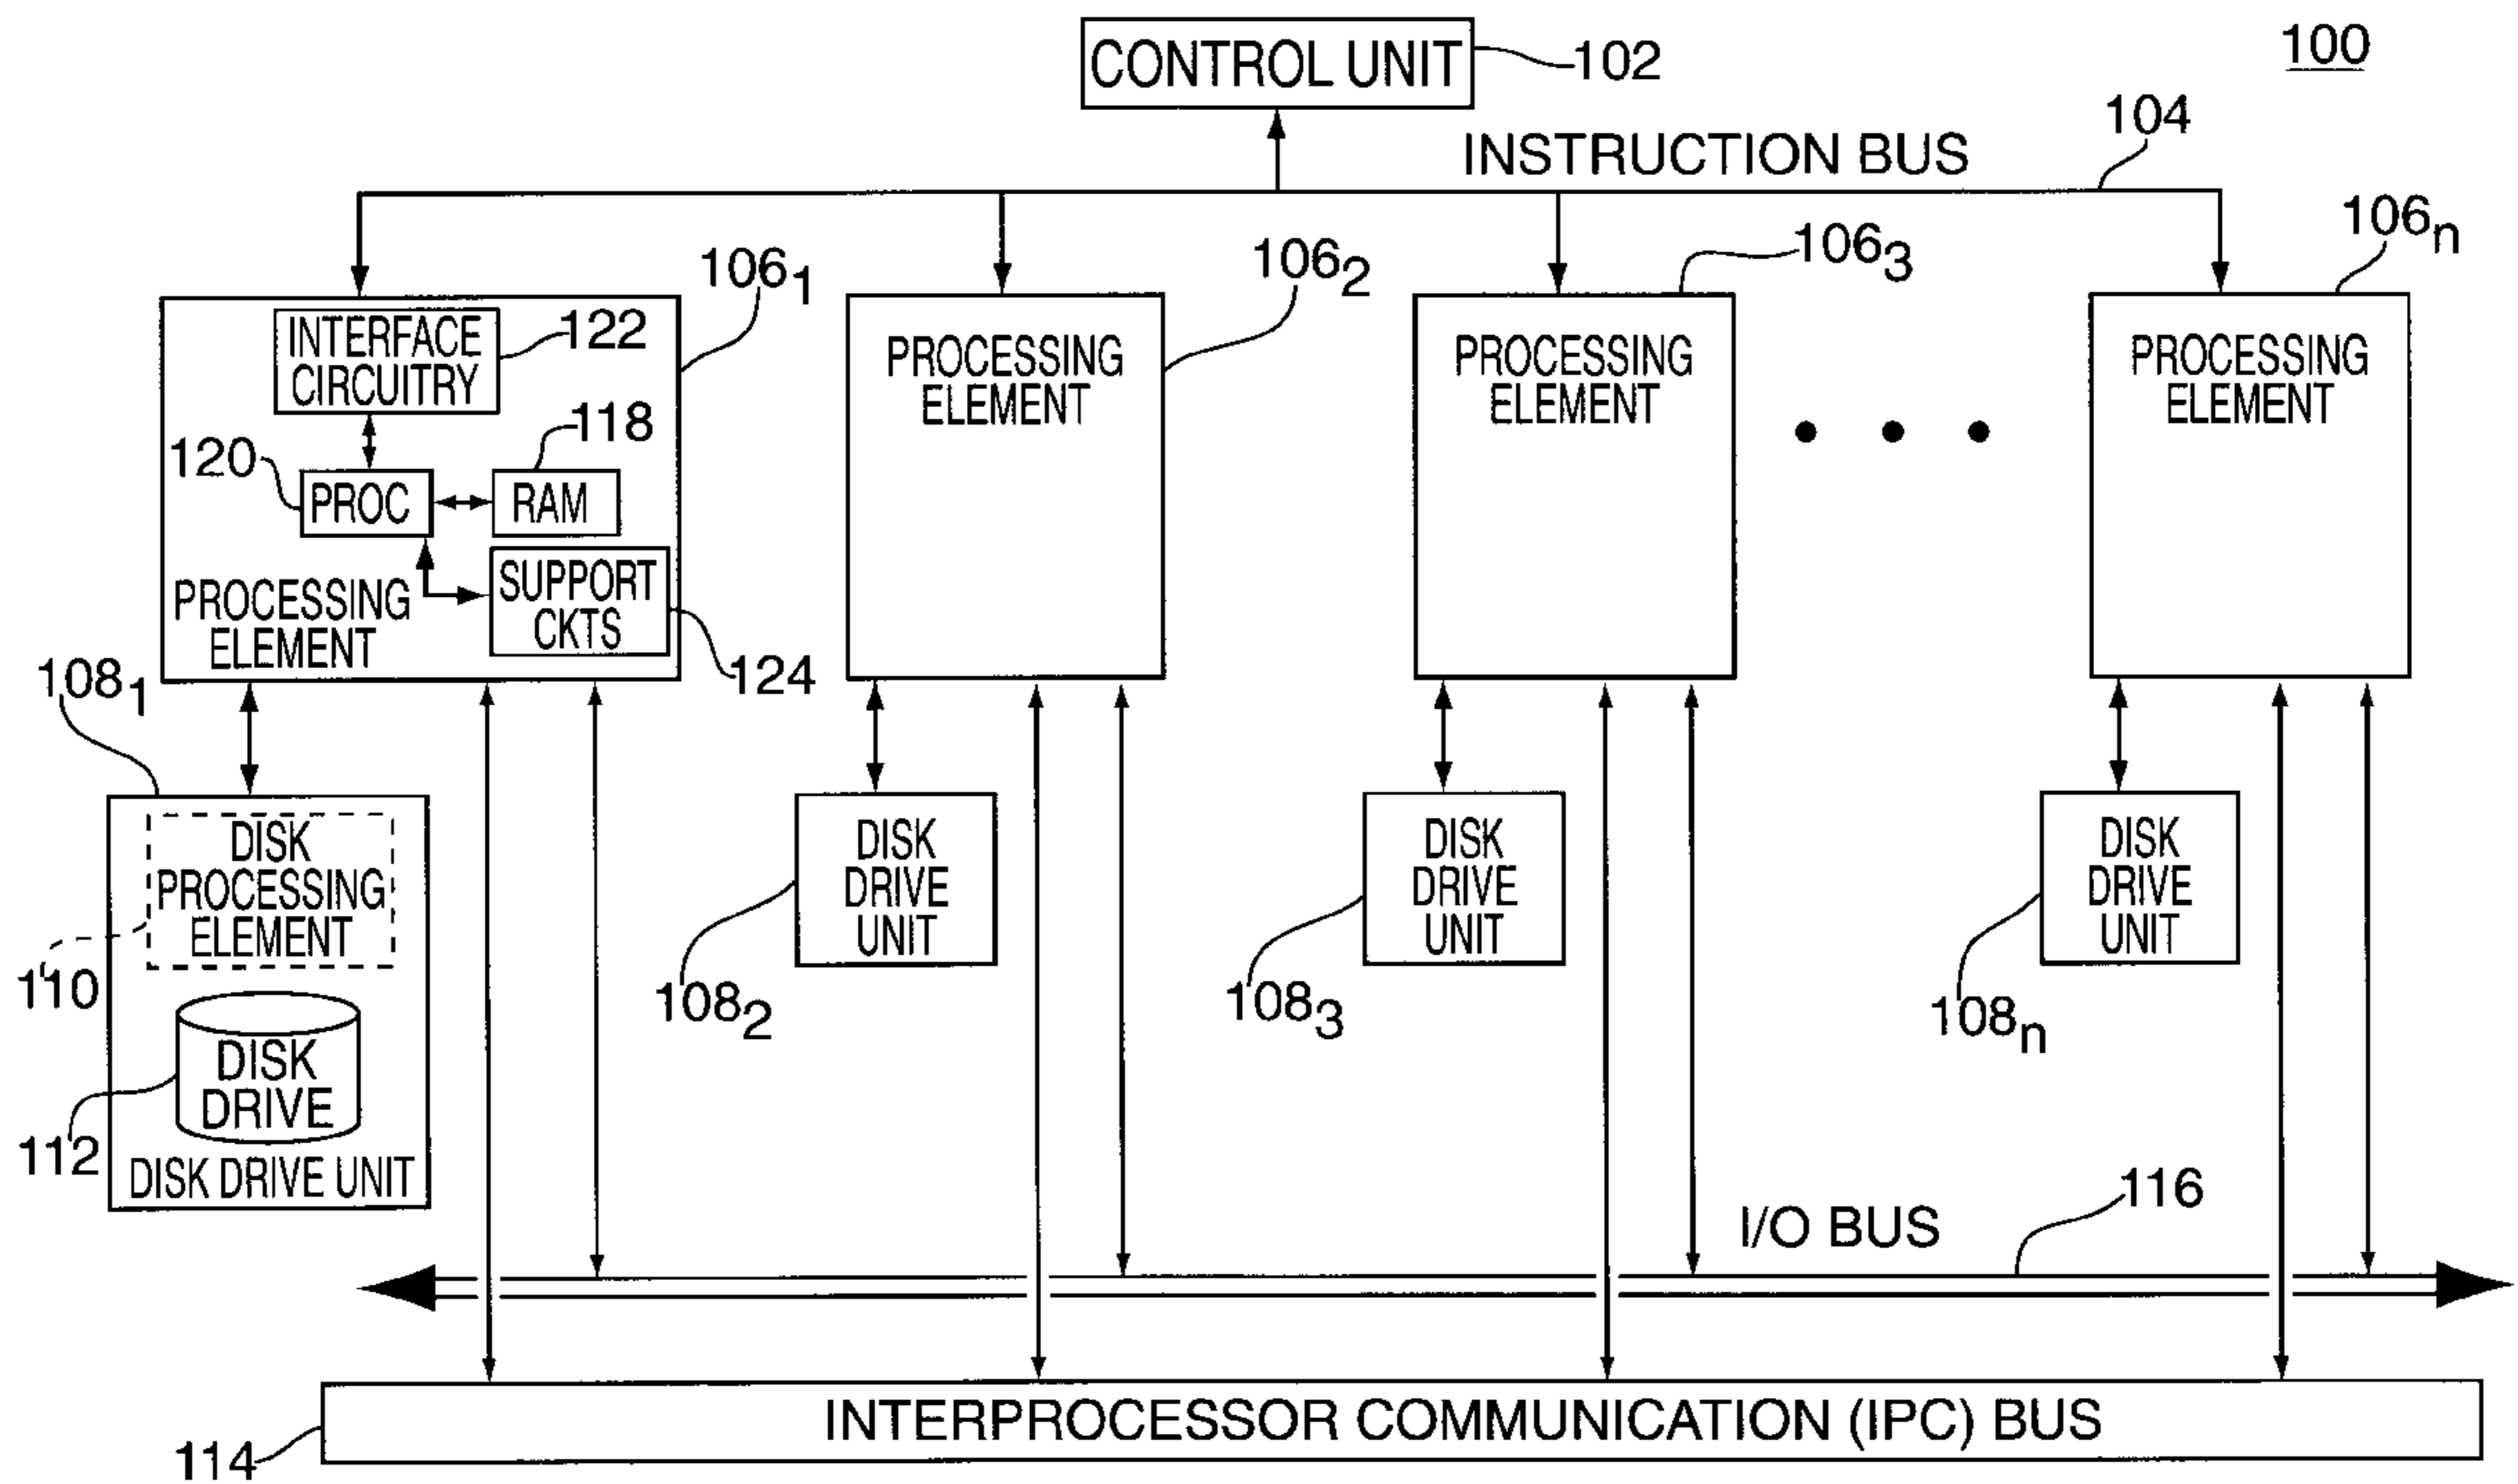 100
CONTROL UNIT
102
INSTRUCTION BUS
104
106₁
106₂
106₃
106ₙ
INTERFACE
CIRCUITRY
122
118
120
PROC
RAM
SUPPORT
CKTS
124
PROCESSING
ELEMENT
PROCESSING
ELEMENT
PROCESSING
ELEMENT
• • •
PROCESSING
ELEMENT
108₁
DISK
PROCESSING
ELEMENT
110
DISK
DRIVE
112
DISK DRIVE UNIT
DISK
DRIVE
UNIT
108₂
DISK
DRIVE
UNIT
108₃
DISK
DRIVE
UNIT
108ₙ
I/O BUS
116
INTERPROCESSOR COMMUNICATION (IPC) BUS
114